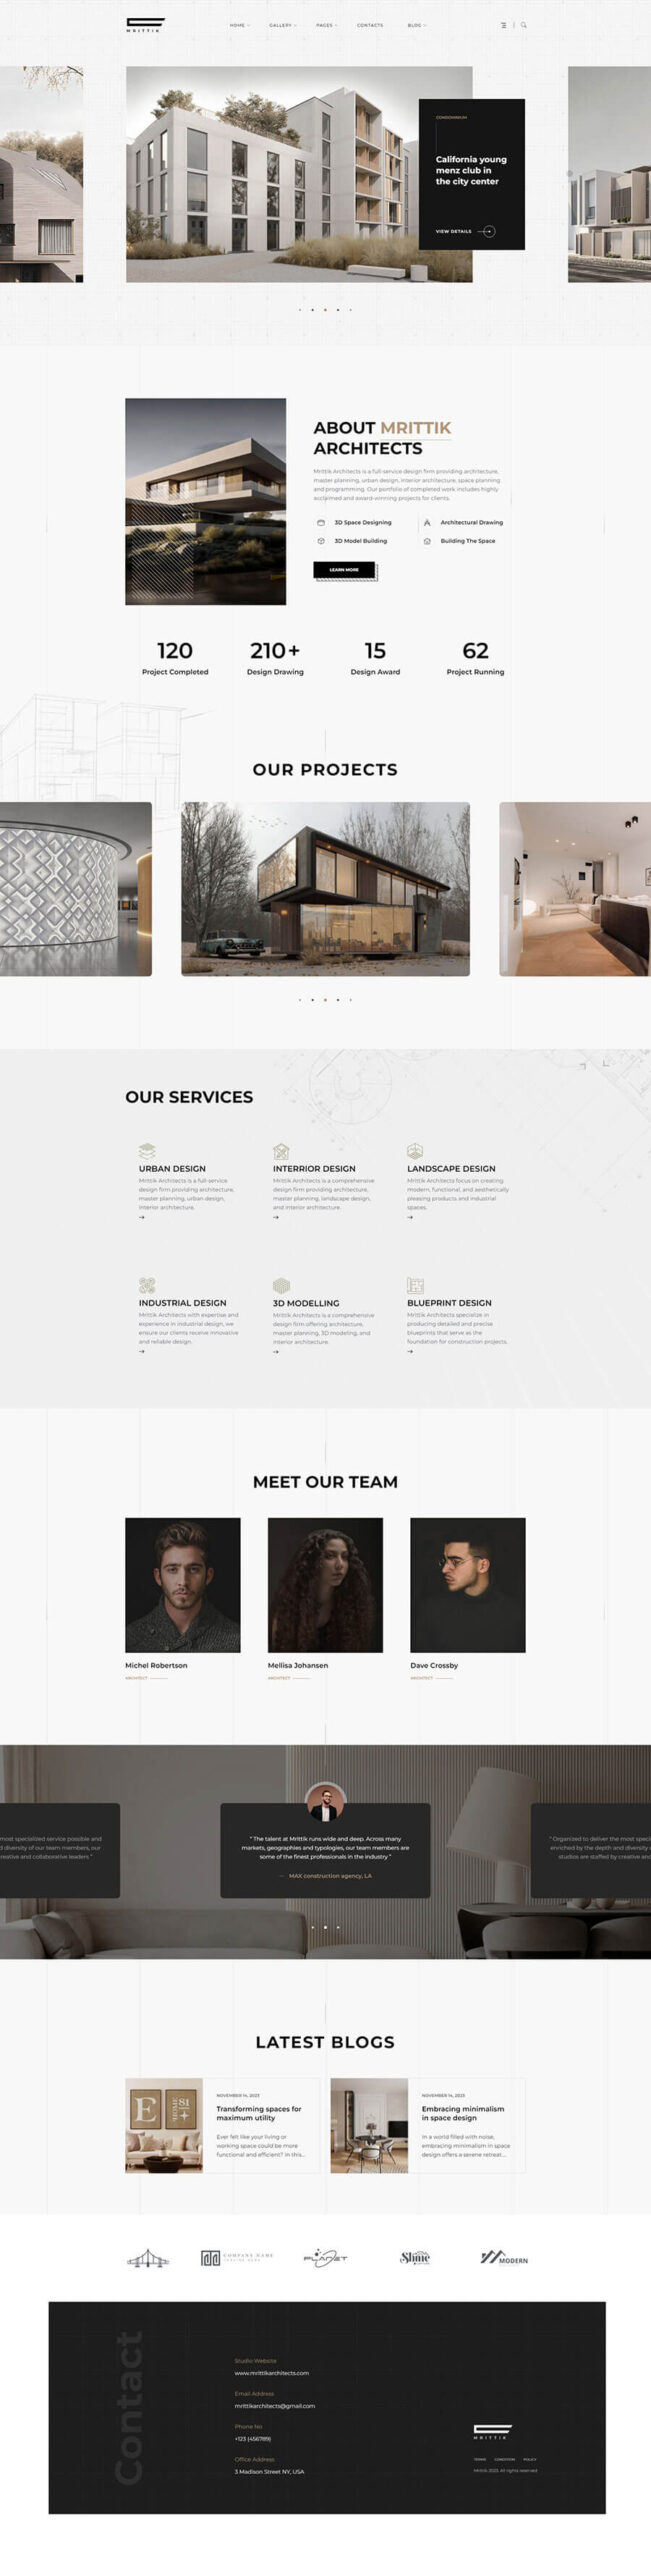 MRITTIK
HOME
GALLERY
PAGES
CONTACTS
BLOG
CONDOMINIUM
California young
menz club in
the city center
VIEW DETAILS
ABOUT MRITTIK
ARCHITECTS
Mrittik Architects is a full-service design firm providing architecture,
master planning, urban design, interior architecture, space planning
and programming. Our portfolio of completed work includes highly
acclaimed and award-winning projects for clients.
3D Space Designing
Architectural Drawing
3D Model Building
Building The Space
LEARN MORE
120
Project Completed
210+
Design Drawing
15
Design Award
62
Project Running
OUR PROJECTS
OUR SERVICES
URBAN DESIGN
Mrittik Architects is a full-service
design firm providing architecture,
master planning, urban design,
interior architecture.
INTERRIOR DESIGN
Mrittik Architects is a comprehensive
design firm providing architecture,
master planning, landscape design,
and interior architecture.
LANDSCAPE DESIGN
Mrittik Architects focus on creating
modern, functional, and aesthetically
pleasing products and industrial
spaces.
INDUSTRIAL DESIGN
Mrittik Architects with expertise and
experience in industrial design, we
ensure our clients receive innovative
and reliable design.
3D MODELLING
Mrittik Architects is a comprehensive
design firm offering architecture,
master planning, 3D modeling, and
interior architecture.
BLUEPRINT DESIGN
Mrittik Architects specialize in
producing detailed and precise
blueprints that serve as the
foundation for construction projects.
MEET OUR TEAM
Michel Robertson
ARCHITECT
Mellisa Johansen
ARCHITECT
Dave Crossby
ARCHITECT
most specialized service possible and
d diversity of our team members, our
reative and collaborative leaders "
" The talent at Mrittik runs wide and deep. Across many
markets, geographies and typologies, our team members are
some of the finest professionals in the industry "
MAX construction agency, LA
" Organized to deliver the most speci
enriched by the depth and diversity
studios are staffed by creative an
LATEST BLOGS
E
HOME
81
NOVEMBER 14, 2023
Transforming spaces for
maximum utility
Ever felt like your living or
working space could be more
functional and efficient? In this...
NOVEMBER 14, 2023
Embracing minimalism
in space design
In a world filled with noise,
embracing minimalism in space
design offers a serene retreat...
COMPANY NAME
PLANET
Shine
MODERN
Contact
Studio Website
www.mrittikarchitects.com
Email Address
mrittikarchitects@gmail.com
Phone No
+123 (456789)
Office Address
3 Madison Street NY, USA
MRITTIK
TERMS
CONDITION
POLICY
Mrittik 2023. All rights reserved